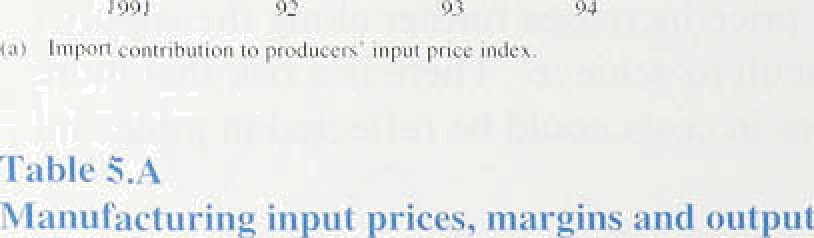 1991 92 93 94
(a) Import contribution to producers' input price index.
Table 5.A
Manufacturing input prices, margins and output